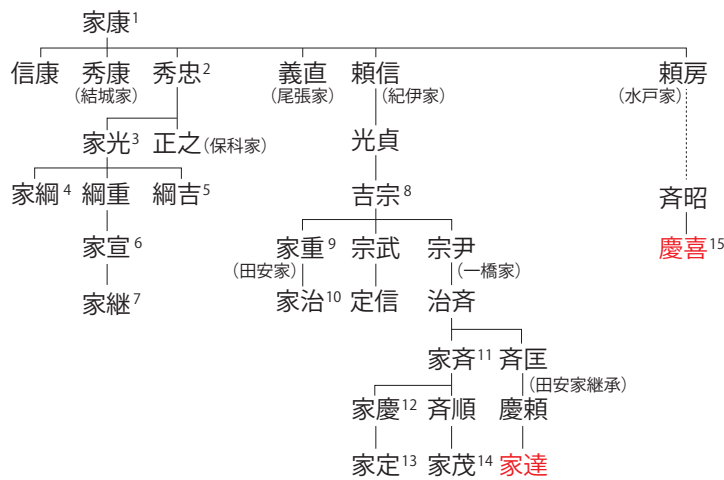 家康1
信康 秀康 秀忠2 義直 頼信 頼房
(結城家) (尾張家) (紀伊家) (水戸家)
家光3 正之(保科家) 光貞
家綱4 綱重 綱吉5 吉宗8 斉昭
家宣6 家重9 宗武 宗尹 慶喜15
(田安家) (一橋家)
家継7 家治10 定信 治斉
家斉11 斉匡
(田安家継承)
家慶12 斉順 慶頼
家定13 家茂14 家達